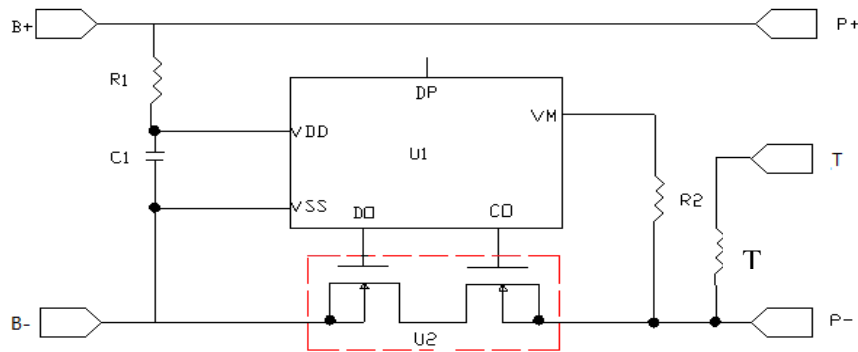 B+
P+
R1
DP
VM
VDD
U1
C1
T
VSS
R2
DO
CO
T
B-
P-
U2